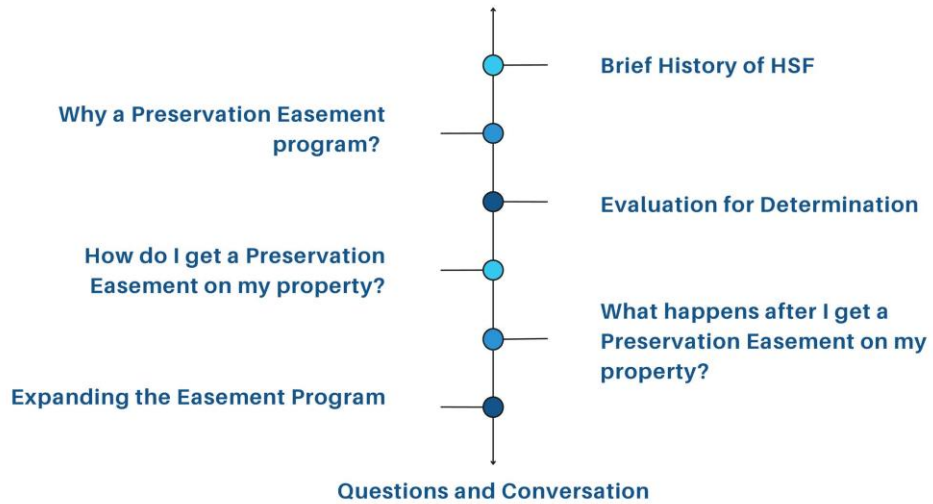 Brief History of HSF
Why a Preservation Easement
program?
Evaluation for Determination
How do I get a Preservation
Easement on my property?
What happens after I get a
Preservation Easement on my
property?
Expanding the Easement Program
Questions and Conversation